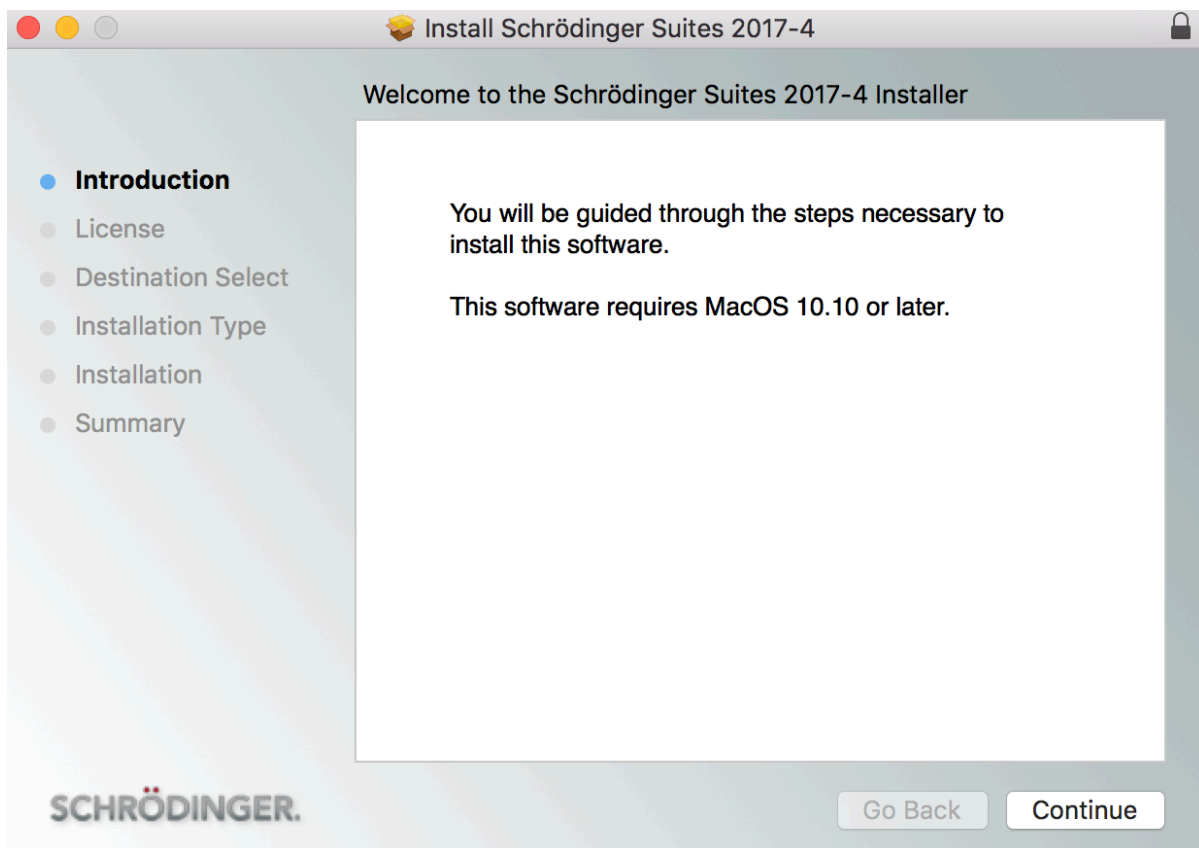 Install Schrödinger Suites 2017-4
Welcome to the Schrödinger Suites 2017-4 Installer
Introduction
License
Destination Select
Installation Type
Installation
Summary
You will be guided through the steps necessary to
install this software.
This software requires MacOS 10.10 or later.
SCHRÖDINGER.
Go Back
Continue